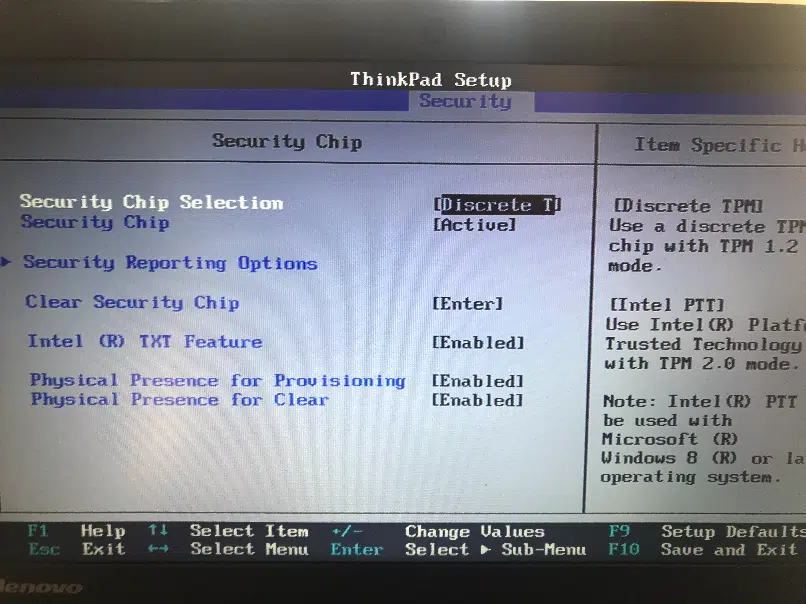 ThinkPad Setup
Security
Security Chip
Item Specific H
Security Chip Selection [Discrete T]
Security Chip [Active]
Security Reporting Options
Clear Security Chip [Enter]
Intel (R) TXT Feature [Enabled]
Physical Presence for Provisioning [Enabled]
Physical Presence for Clear [Enabled]
[Discrete TPM]
Use a discrete TPM
chip with TPM 1.2
mode.
[Intel PTT]
Use Intel(R) Platf
Trusted Technology
with TPM 2.0 mode.
Note: Intel(R) PTT
be used with
Microsoft (R)
Windows 8 (R) or la
operating system.
F1 Help ↑↓ Select Item +/- Change Values F9 Setup Defaults
Esc Exit ←→ Select Menu Enter Select ▶ Sub-Menu F10 Save and Exit
lenovo